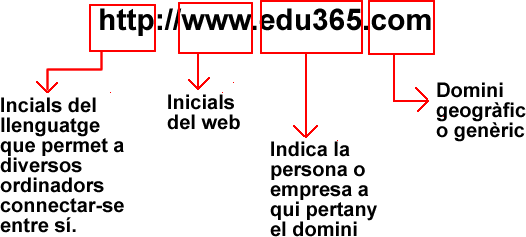 http://www.edu365.com
Incials del
llenguatge
que permet a
diversos
ordinadors
connectar-se
entre sí.
Inicials
del web
Indica la
persona o
empresa a
qui pertany
el domini
Domini
geogràfic
o genèric